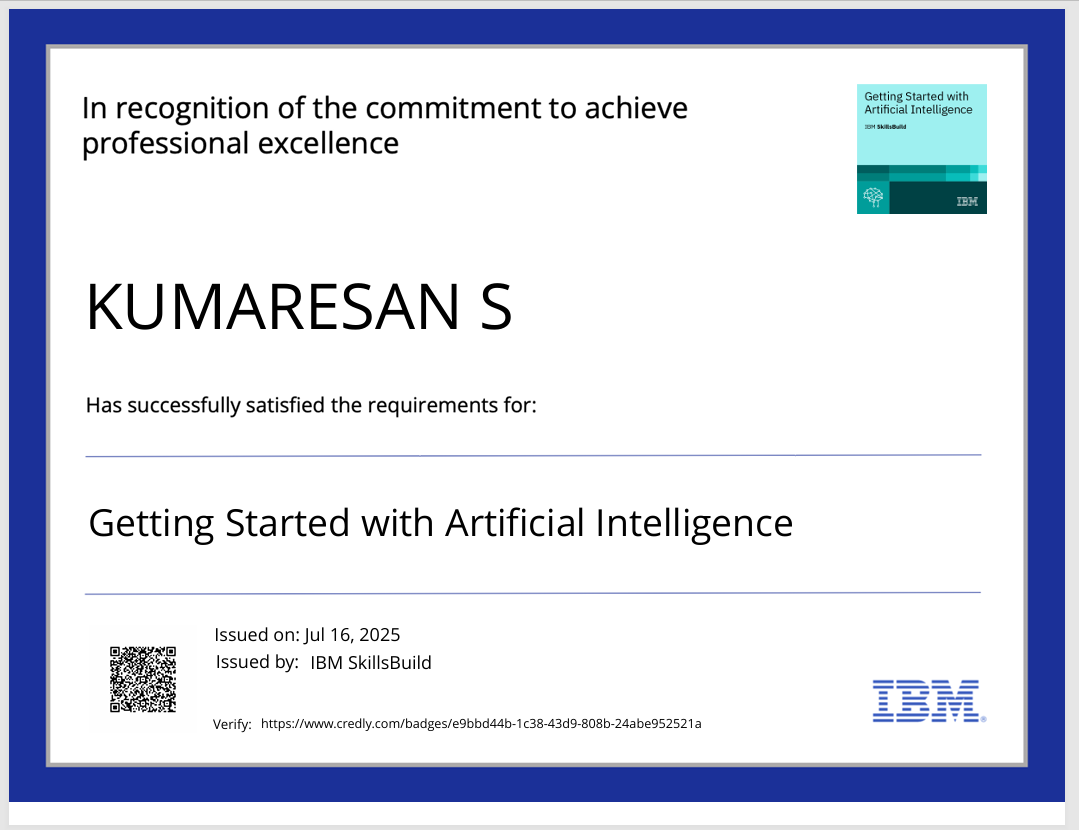 In recognition of the commitment to achieve
professional excellence
Getting Started with
Artificial Intelligence
IBM SkillsBuild
IBM
KUMARESAN S
Has successfully satisfied the requirements for:
Getting Started with Artificial Intelligence
Issued on: Jul 16, 2025
Issued by: IBM SkillsBuild
Verify: https://www.credly.com/badges/e9bbd44b-1c38-43d9-808b-24abe952521a
IBM®